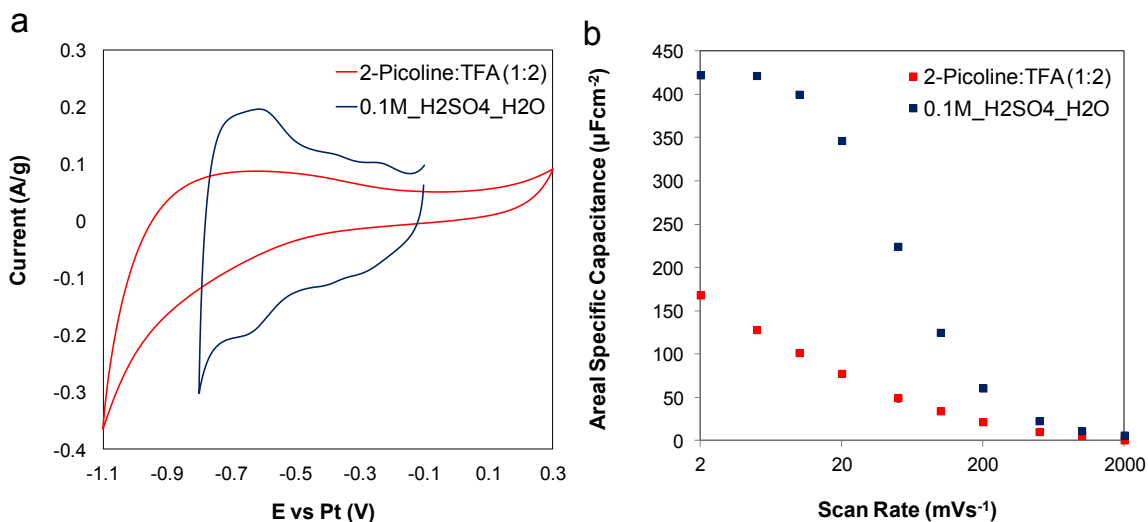 a
0.3
0.2
0.1
0
-0.1
-0.2
-0.3
-0.4
Current (A/g)
2-Picoline:TFA (1:2)
0.1M_H2SO4_H2O
-1.1 -0.9 -0.7 -0.5 -0.3 -0.1 0.1 0.3
E vs Pt (V)
b
450
400
350
300
250
200
150
100
50
0
Areal Specific Capacitance (µFcm⁻²)
2-Picoline:TFA (1:2)
0.1M_H2SO4_H2O
2 20 200 2000
Scan Rate (mVs⁻¹)